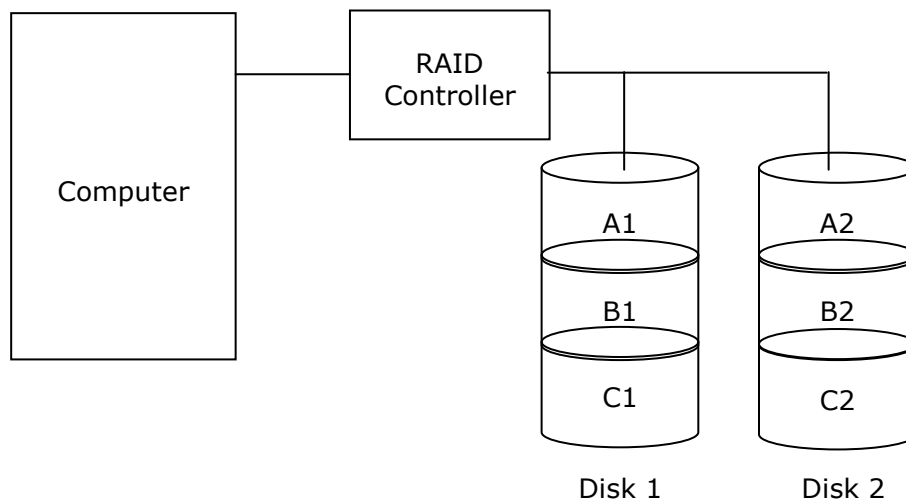 RAID
Controller
Computer
A1
A2
B1
B2
C1
C2
Disk 1
Disk 2